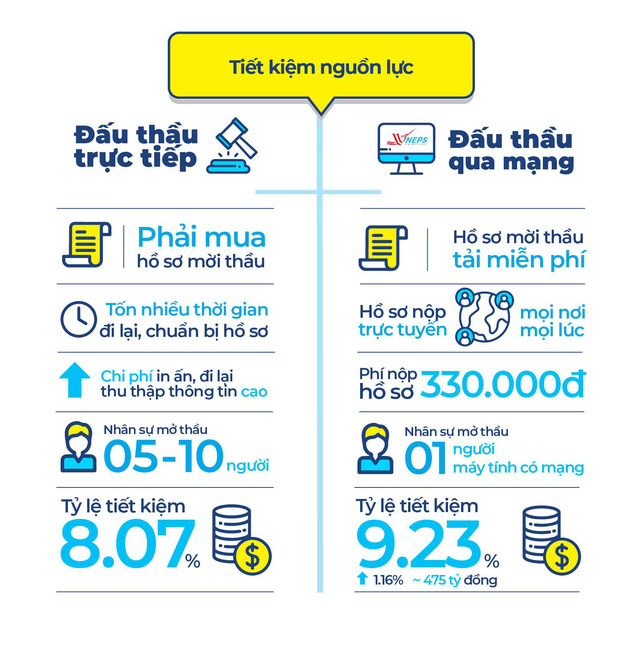 Tiết kiệm nguồn lực
Đấu thầu
trực tiếp
Phải mua
hồ sơ mời thầu
Tốn nhiều thời gian
đi lại, chuẩn bị hồ sơ
Chi phí in ấn, đi lại
thu thập thông tin cao
Nhân sự mở thầu
05-10 người
Tỷ lệ tiết kiệm
8.07%
VNEPS
Đấu thầu
qua mạng
Hồ sơ mời thầu
tải miễn phí
Hồ sơ nộp
trực tuyến
mọi nơi
mọi lúc
Phí nộp
hồ sơ
330.000đ
Nhân sự mở thầu
01 người
máy tính có mạng
Tỷ lệ tiết kiệm
9.23%
1.16% ~ 475 tỷ đồng